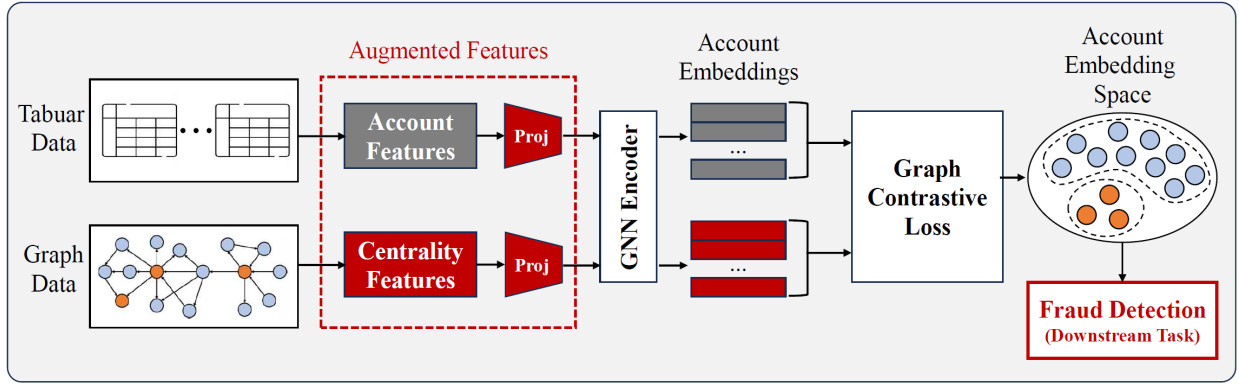 Tabuar
Data
Graph
Data
Augmented Features
Account
Features
Proj
Centrality
Features
Proj
GNN Encoder
Account
Embeddings
...
...
Graph
Contrastive
Loss
Account
Embedding
Space
Fraud Detection
(Downstream Task)